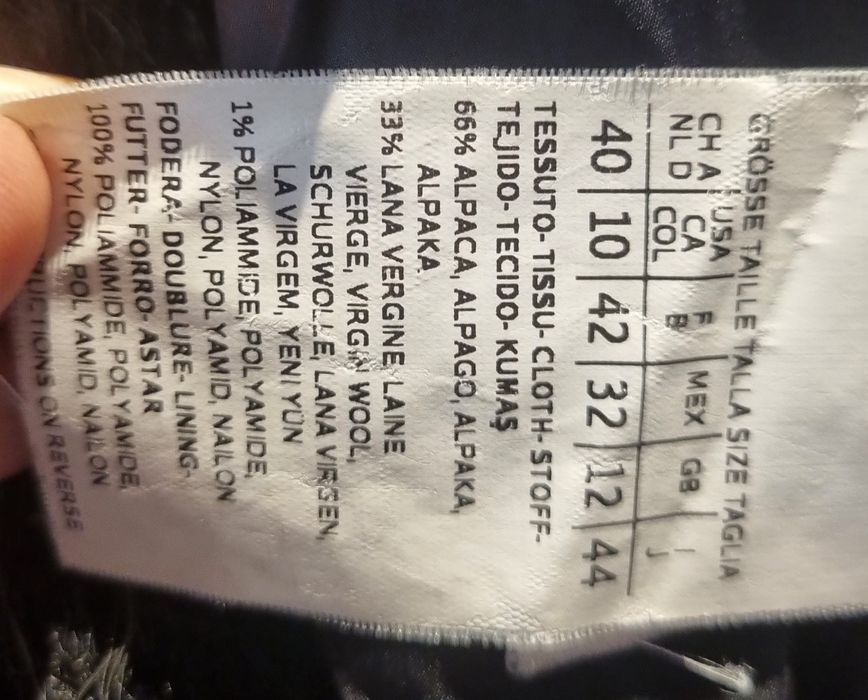 GRÖSSE TAILLE TALLA SIZE TAGLIA
CH A USA F MEX GB I
NL D CA COL B J
40 10 42 32 12 44
TESSUTO- TISSU- CLOTH- STOFF-
TEJIDO- TECIDO- KUMAŞ
66% ALPACA, ALPAGO, ALPAKA,
ALPAKA
33% LANA VERGINE, LAINE
VIERGE, VIRGIN WOOL,
SCHURWOLLE, LANA VIRGEN,
LA VIRGEM, YENI YÜN
1% POLIAMMIDE, POLYAMIDE,
NYLON, POLYAMID, NAILON
FODERA- DOUBLURE- LINING-
FUTTER- FORRO- ASTAR
100% POLIAMMIDE, POLYAMIDE,
NYLON, POLYAMID, NAILON
ON REVERSE